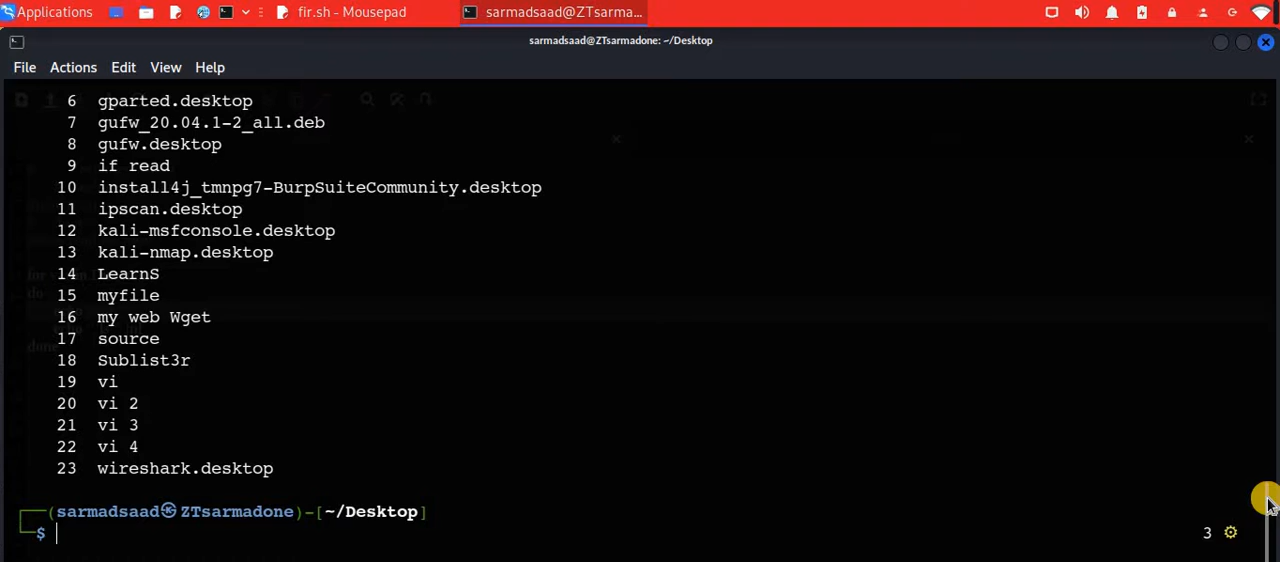 Applications fir.sh - Mousepad sarmadsaad@ZTsarma...
sarmadsaad@ZTsarmadone: ~/Desktop
File Actions Edit View Help
6 gparted.desktop
7 gufw_20.04.1-2_all.deb
8 gufw.desktop
9 if read
10 install4j_tmnpg7-BurpSuiteCommunity.desktop
11 ipscan.desktop
12 kali-msfconsole.desktop
13 kali-nmap.desktop
14 LearnS
15 myfile
16 my web Wget
17 source
18 Sublist3r
19 vi
20 vi 2
21 vi 3
22 vi 4
23 wireshark.desktop
┌──(sarmadsaad㉿ZTsarmadone)-[~/Desktop]
└─$ 3